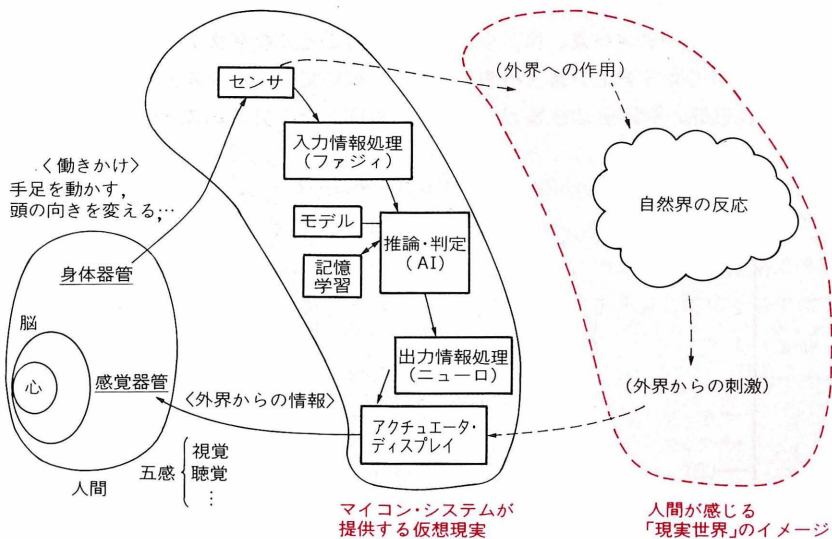 センサ
(外界への作用)
入力情報処理
(ファジィ)
〈働きかけ〉
手足を動かす,
頭の向きを変える,…
モデル
推論・判定
(AI)
記憶
学習
自然界の反応
身体器管
脳
心
感覚器管
出力情報処理
(ニューロ)
(外界からの刺激)
〈外界からの情報〉
アクチュエータ・
ディスプレイ
人間
五感
視覚
聴覚
…
マイコン・システムが
提供する仮想現実
人間が感じる
「現実世界」のイメージ